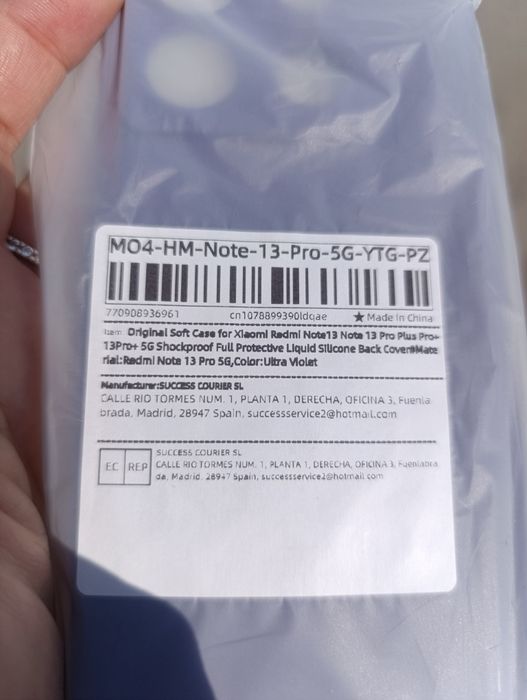 MO4-HM-Note-13-Pro-5G-YTG-PZ
770908936961 cn1078899390ldqae ★ Made in China
Item: Original Soft Case for Xiaomi Redmi Note13 Note 13 Pro Plus Pro+
13Pro+ 5G Shockproof Full Protective Liquid Silicone Back Cover#Mate
rial:Redmi Note 13 Pro 5G,Color:Ultra Violet
Manufacturer:SUCCESS COURIER SL
CALLE RIO TORMES NUM. 1, PLANTA 1, DERECHA, OFICINA 3, Fuenla
brada, Madrid, 28947 Spain, successservice2@hotmail.com
EC REP
SUCCESS COURIER SL
CALLE RIO TORMES NUM. 1, PLANTA 1, DERECHA, OFICINA 3, Fuenlabra
da, Madrid, 28947 Spain, successservice2@hotmail.com